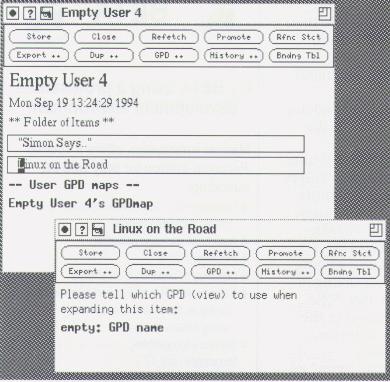 Empty User 4
Store Close Refetch Promote Rfnc Stct
Export .. Dup .. GPD .. History .. Bndng Tbl
Empty User 4
Mon Sep 19 13:24:29 1994
** Folder of Items **
"Simon Says.."
Linux on the Road
-- User GPD maps --
Empty User 4's GPDmap
Linux on the Road
Store Close Refetch Promote Rfnc Stct
Export .. Dup .. GPD .. History .. Bndng Tbl
Please tell which GPD (view) to use when
expanding this item:
empty: GPD name